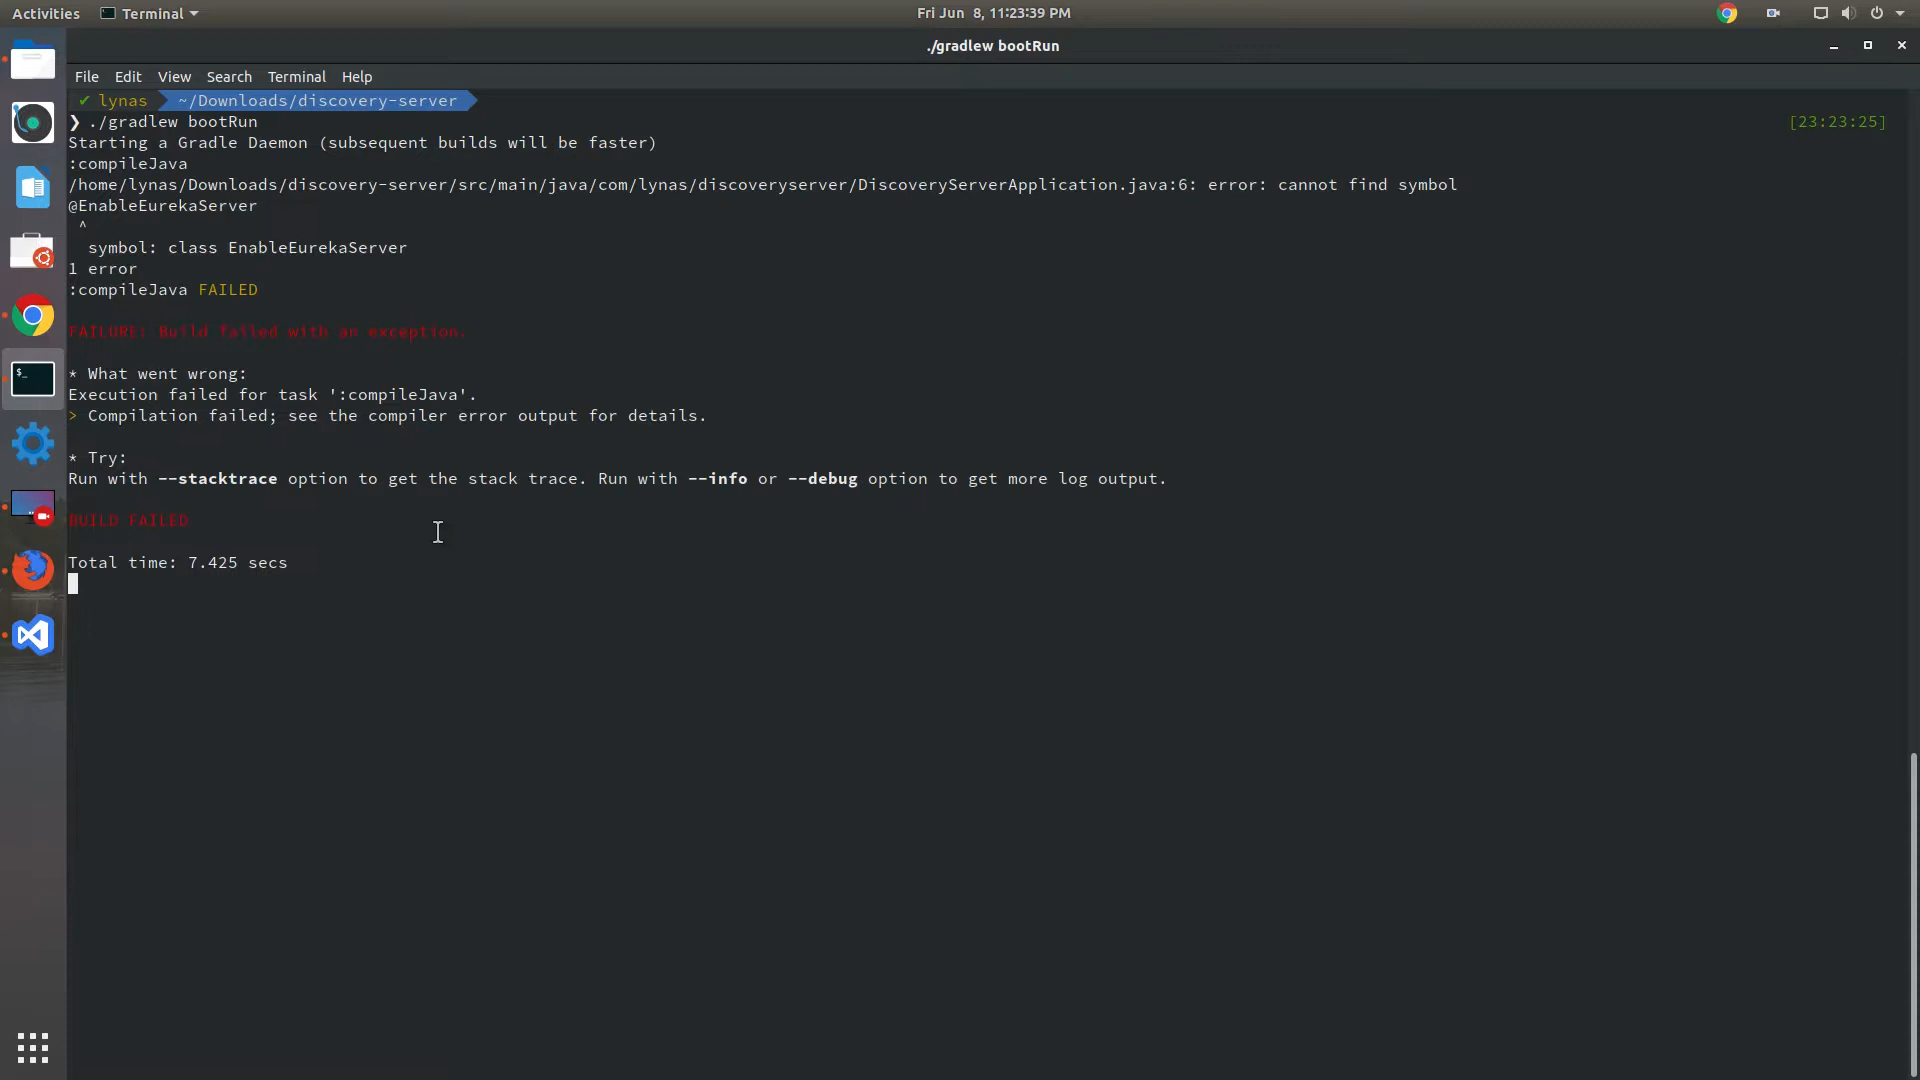 Activities Terminal Fri Jun 8, 11:23:39 PM
./gradlew bootRun
File Edit View Search Terminal Help
✔ lynas ~/Downloads/discovery-server
❯ ./gradlew bootRun [23:23:25]
Starting a Gradle Daemon (subsequent builds will be faster)
:compileJava
/home/lynas/Downloads/discovery-server/src/main/java/com/lynas/discoveryserver/DiscoveryServerApplication.java:6: error: cannot find symbol
@EnableEurekaServer
^
symbol: class EnableEurekaServer
1 error
:compileJava FAILED
FAILURE: Build failed with an exception.
* What went wrong:
Execution failed for task ':compileJava'.
> Compilation failed; see the compiler error output for details.
* Try:
Run with --stacktrace option to get the stack trace. Run with --info or --debug option to get more log output.
BUILD FAILED
Total time: 7.425 secs